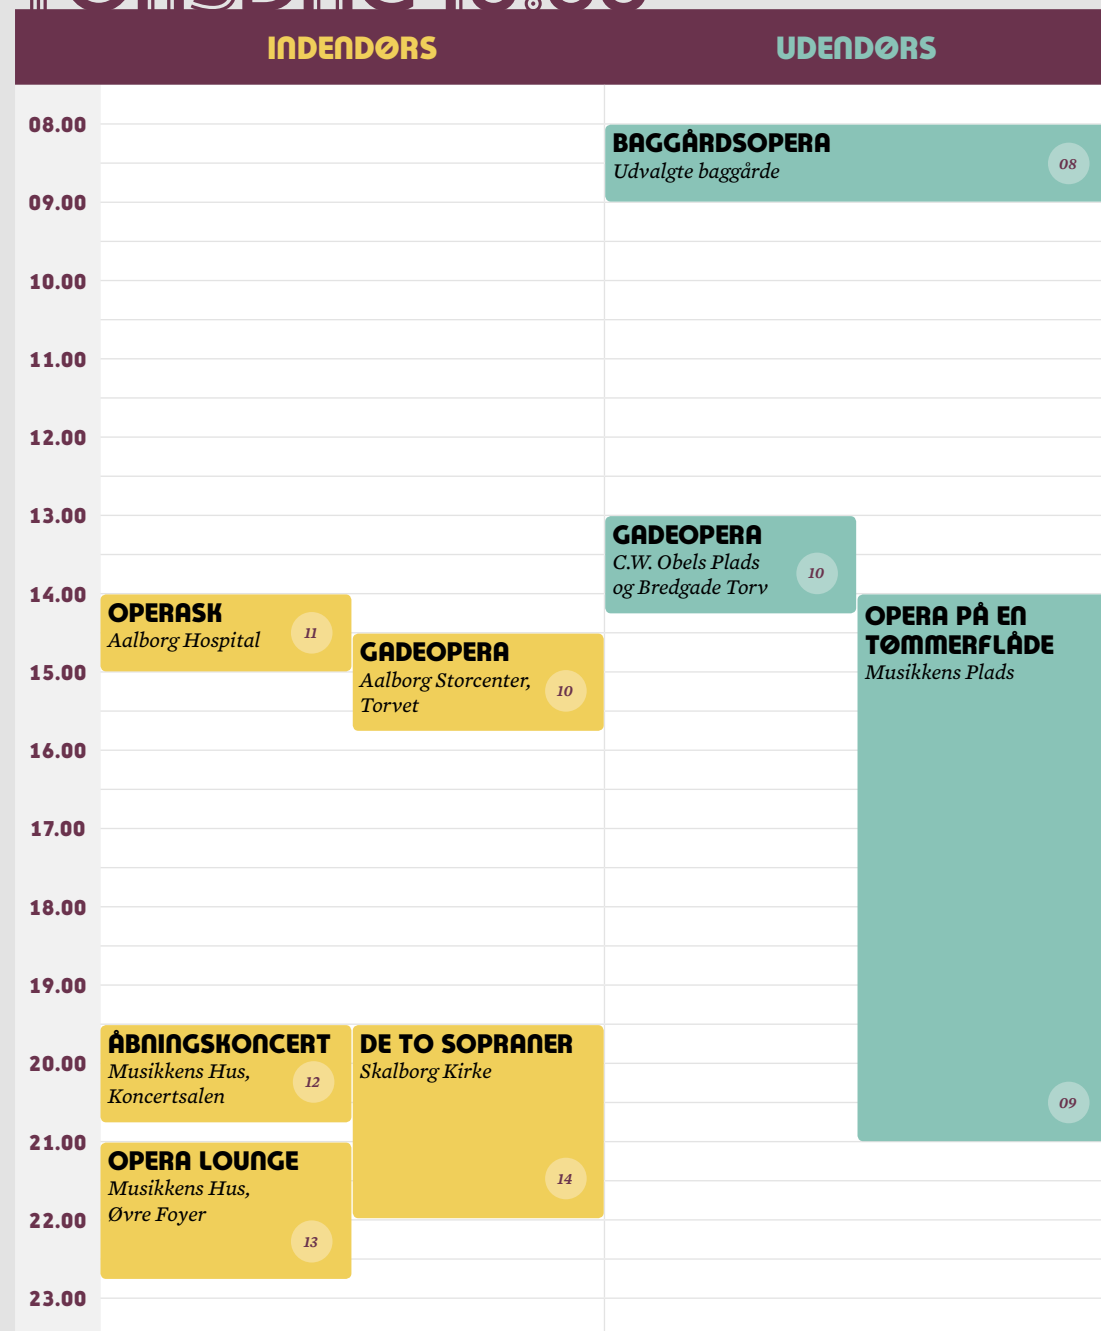 INDENDØRS
UDENDØRS
08.00
BAGGÅRDSOPERA
Udvalgte baggårde
08
09.00
10.00
11.00
12.00
13.00
GADEOPERA
C.W. Obels Plads
og Bredgade Torv
10
14.00
OPERASK
Aalborg Hospital
11
GADEOPERA
Aalborg Storcenter,
Torvet
10
OPERA PÅ EN
TØMMERFLÅDE
Musikkens Plads
09
15.00
16.00
17.00
18.00
19.00
ÅBNINGSKONCERT
Musikkens Hus,
Koncertsalen
12
DE TO SOPRANER
Skalborg Kirke
14
20.00
21.00
OPERA LOUNGE
Musikkens Hus,
Øvre Foyer
13
22.00
23.00